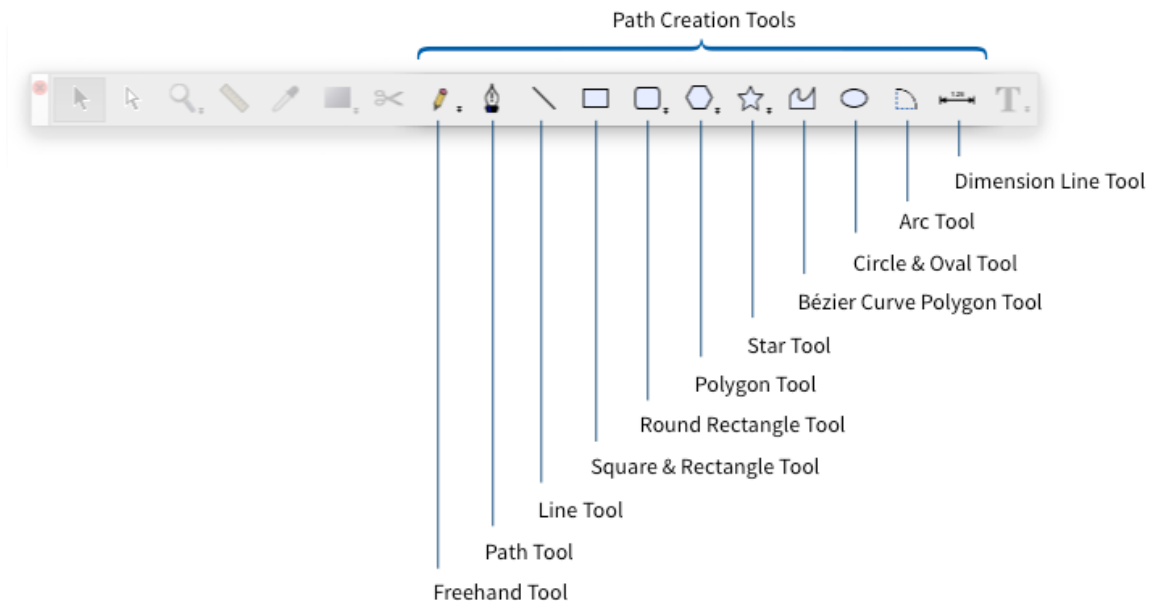 Path Creation Tools
T
Dimension Line Tool
Arc Tool
Circle & Oval Tool
Bézier Curve Polygon Tool
Star Tool
Polygon Tool
Round Rectangle Tool
Square & Rectangle Tool
Line Tool
Path Tool
Freehand Tool